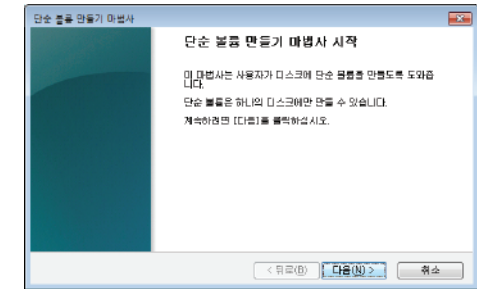 단순 볼륨 만들기 마법사
단순 볼륨 만들기 마법사 시작
이 마법사는 사용자가 디스크에 단순 볼륨을 만들도록 도와줍
니다.
단순 볼륨은 하나의 디스크에만 만들 수 있습니다.
계속하려면 [다음]을 클릭하십시오.
< 뒤로(B)
다음(N) >
취소